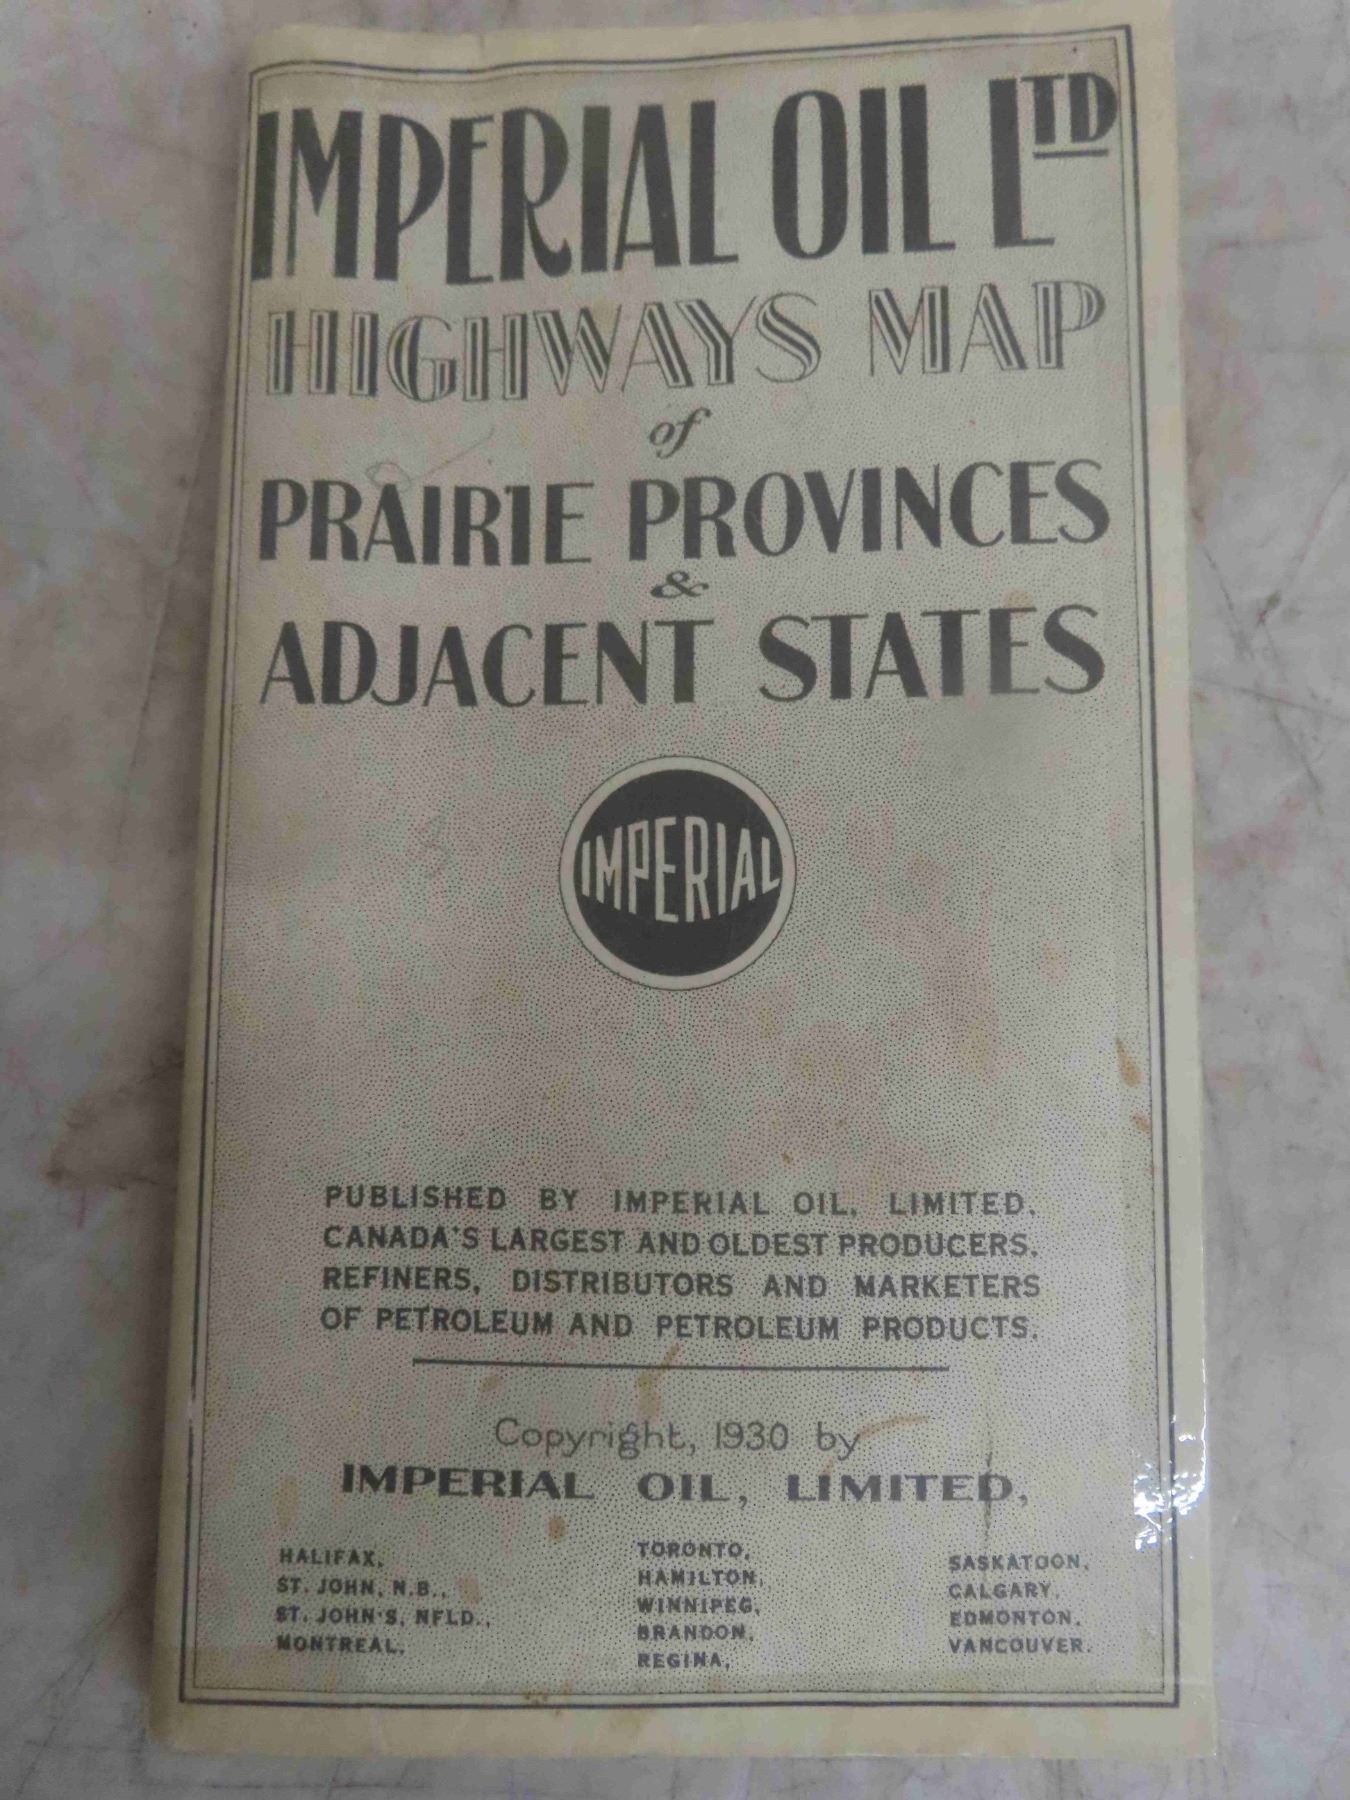 IMPERIAL OIL LTD
HIGHWAYS MAP
of
PRAIRIE PROVINCES
&
ADJACENT STATES
IMPERIAL
PUBLISHED BY IMPERIAL OIL, LIMITED,
CANADA'S LARGEST AND OLDEST PRODUCERS,
REFINERS, DISTRIBUTORS AND MARKETERS
OF PETROLEUM AND PETROLEUM PRODUCTS.
Copyright, 1930 by
IMPERIAL OIL, LIMITED,
HALIFAX,
ST. JOHN, N.B.,
ST. JOHN'S, NFLD.,
MONTREAL,
TORONTO,
HAMILTON,
WINNIPEG,
BRANDON,
REGINA,
SASKATOON,
CALGARY,
EDMONTON,
VANCOUVER.